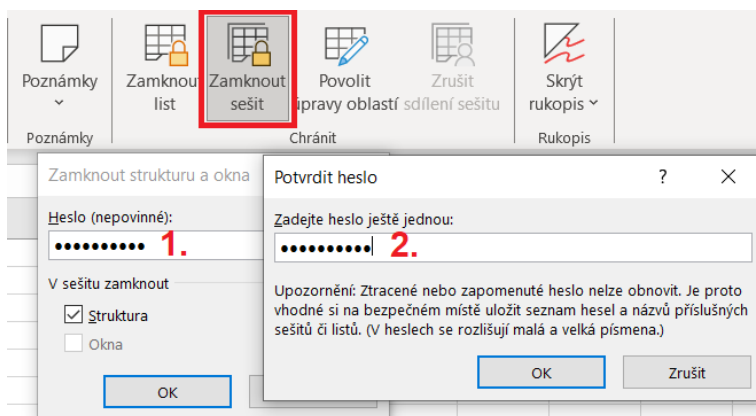 Poznámky
Zamknout list
Zamknout sešit
Povolit úpravy oblastí
Zrušit sdílení sešitu
Skrýt rukopis
Poznámky
Chránit
Rukopis
Zamknout strukturu a okna
Heslo (nepovinné):
•••••••••• 1.
V sešitu zamknout
Struktura
Okna
OK
Potvrdit heslo ? ×
Zadejte heslo ještě jednou:
•••••••••• 2.
Upozornění: Ztracené nebo zapomenuté heslo nelze obnovit. Je proto
vhodné si na bezpečném místě uložit seznam hesel a názvů příslušných
sešitů či listů. (V heslech se rozlišují malá a velká písmena.)
OK
Zrušit